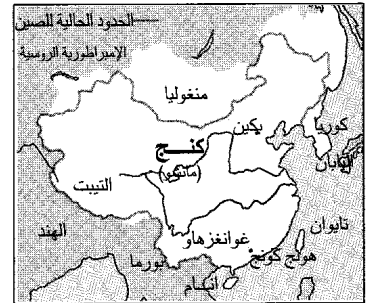 الحدود الحالية للصين
الإمبراطورية الروسية
منغوليا
بكين
كوريا
اليابان
كنج
(مانشو)
التيبت
تايوان
الهند
غوانغزهاو
هونج كونج
بورما
أنام